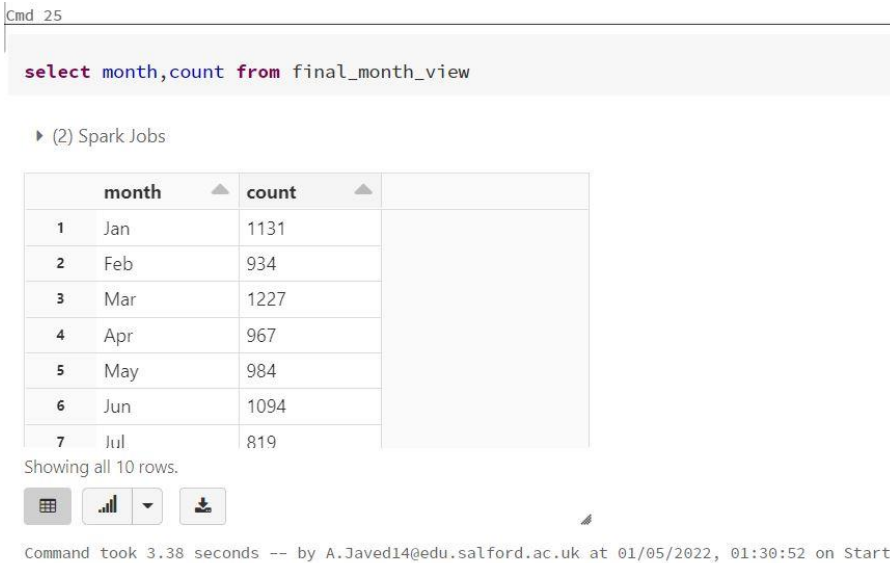 Cmd 25
select month,count from final_month_view
(2) Spark Jobs
month count
1 Jan 1131
2 Feb 934
3 Mar 1227
4 Apr 967
5 May 984
6 Jun 1094
7 Jul 819
Showing all 10 rows.
Command took 3.38 seconds -- by A.Javed14@edu.salford.ac.uk at 01/05/2022, 01:30:52 on Start